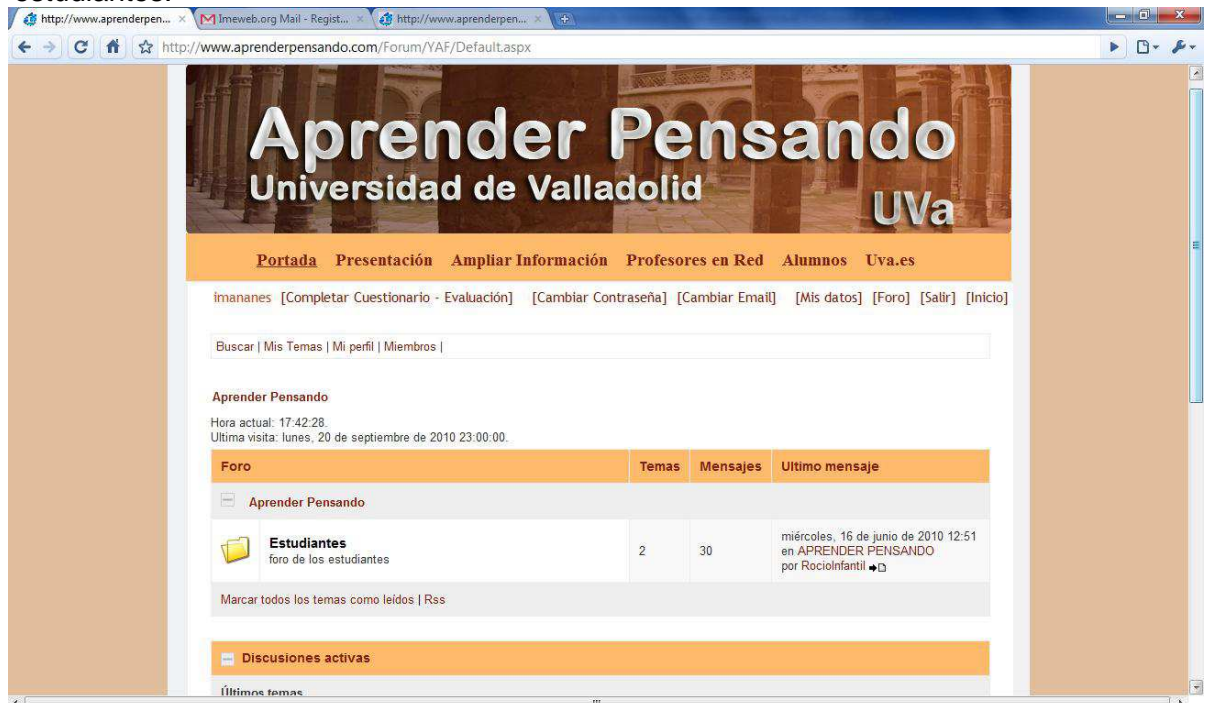 estudiantes.
http://www.aprenderpen... Imeweb.org Mail - Regist... http://www.aprenderpen...
http://www.aprenderpensando.com/Forum/YAF/Default.aspx
Aprender Pensando
Universidad de Valladolid
UVa
Portada Presentación Ampliar Información Profesores en Red Alumnos Uva.es
imananes [Completar Cuestionario - Evaluación] [Cambiar Contraseña] [Cambiar Email] [Mis datos] [Foro] [Salir] [Inicio]
Buscar | Mis Temas | Mi perfil | Miembros |
Aprender Pensando
Hora actual: 17:42:28.
Ultima visita: lunes, 20 de septiembre de 2010 23:00:00.
Foro Temas Mensajes Ultimo mensaje
Aprender Pensando
Estudiantes
foro de los estudiantes
2 30
miércoles, 16 de junio de 2010 12:51
en APRENDER PENSANDO
por RocioInfantil
Marcar todos los temas como leídos | Rss
Discusiones activas
Últimos temas